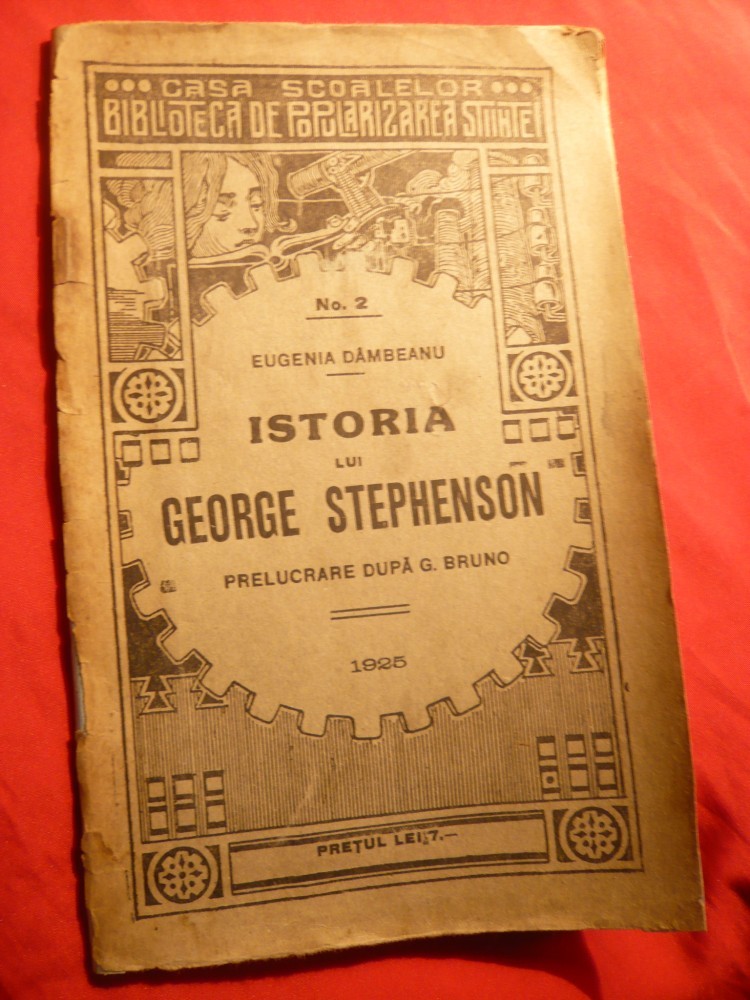 CASA SCOALELOR
BIBLIOTECA DE POPULARIZAREA STIINTEI
No. 2
EUGENIA DÂMBEANU
ISTORIA
LUI
GEORGE STEPHENSON
PRELUCRARE DUPĂ G. BRUNO
1925
PREȚUL LEI 7.—